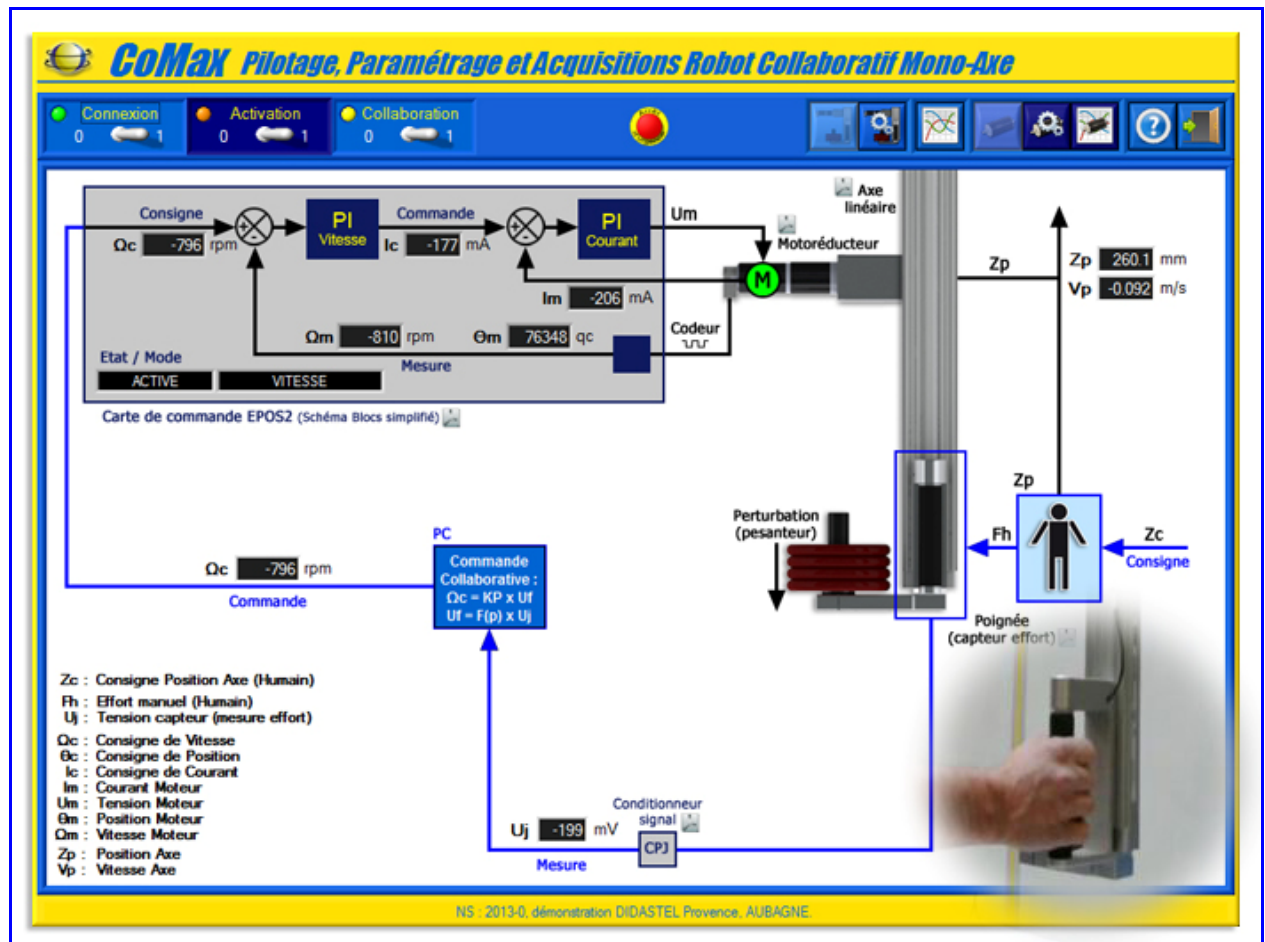 CoMax Pilotage, Paramétrage et Acquisitions Robot Collaboratif Mono-Axe
Connexion
0 1
Activation
0 1
Collaboration
0 1
Consigne
Ωc -796 rpm
PI
Vitesse
Commande
Ic -177 mA
PI
Courant
Um
Im -206 mA
Ωm -810 rpm
θm 76348 qc
Mesure
Codeur
Etat / Mode
ACTIVE
VITESSE
Carte de commande EPOS2 (Schéma Blocs simplifié)
Axe
linéaire
Motoréducteur
M
Zp
Zp 260.1 mm
Vp -0.092 m/s
Zp
Perturbation
(pesanteur)
Fh
Zc
Consigne
Poignée
(capteur effort)
PC
Commande
Collaborative :
Ωc = KP x Uf
Uf = F(p) x Uj
Ωc -796 rpm
Commande
Zc : Consigne Position Axe (Humain)
Fh : Effort manuel (Humain)
Uj : Tension capteur (mesure effort)
Ωc : Consigne de Vitesse
θc : Consigne de Position
Ic : Consigne de Courant
Im : Courant Moteur
Um : Tension Moteur
θm : Position Moteur
Ωm : Vitesse Moteur
Zp : Position Axe
Vp : Vitesse Axe
Conditionneur
signal
Uj -199 mV
CPJ
Mesure
NS : 2013-0, démonstration DIDASTEL Provence, AUBAGNE.